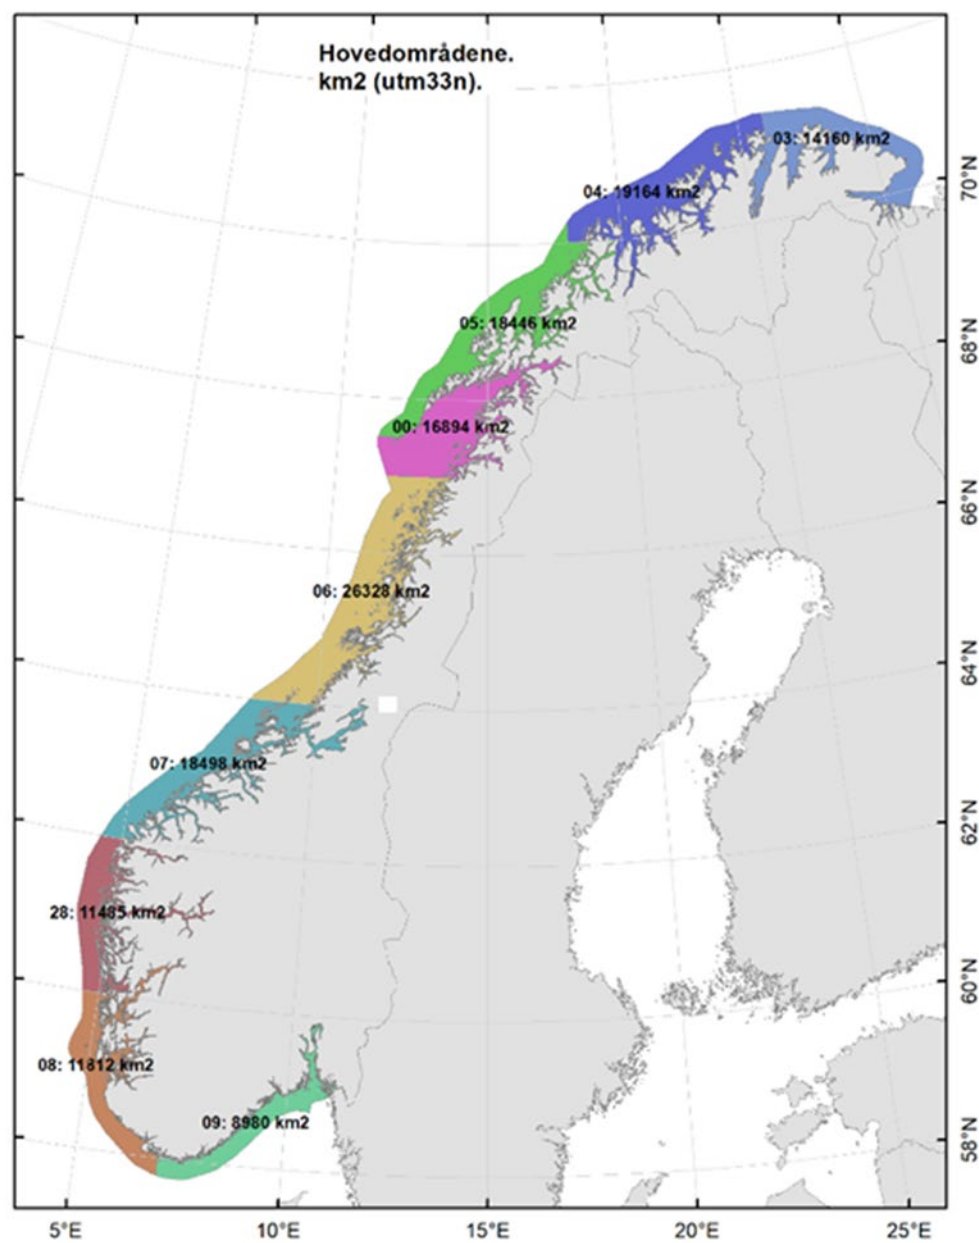 Hovedområdene.
km2 (utm33n).
03: 14160 km2
04: 19164 km2
05: 18446 km2
00: 16894 km2
06: 26328 km2
07: 18498 km2
28: 11485 km2
08: 11812 km2
09: 8980 km2
70°N
68°N
66°N
64°N
62°N
60°N
58°N
5°E
10°E
15°E
20°E
25°E